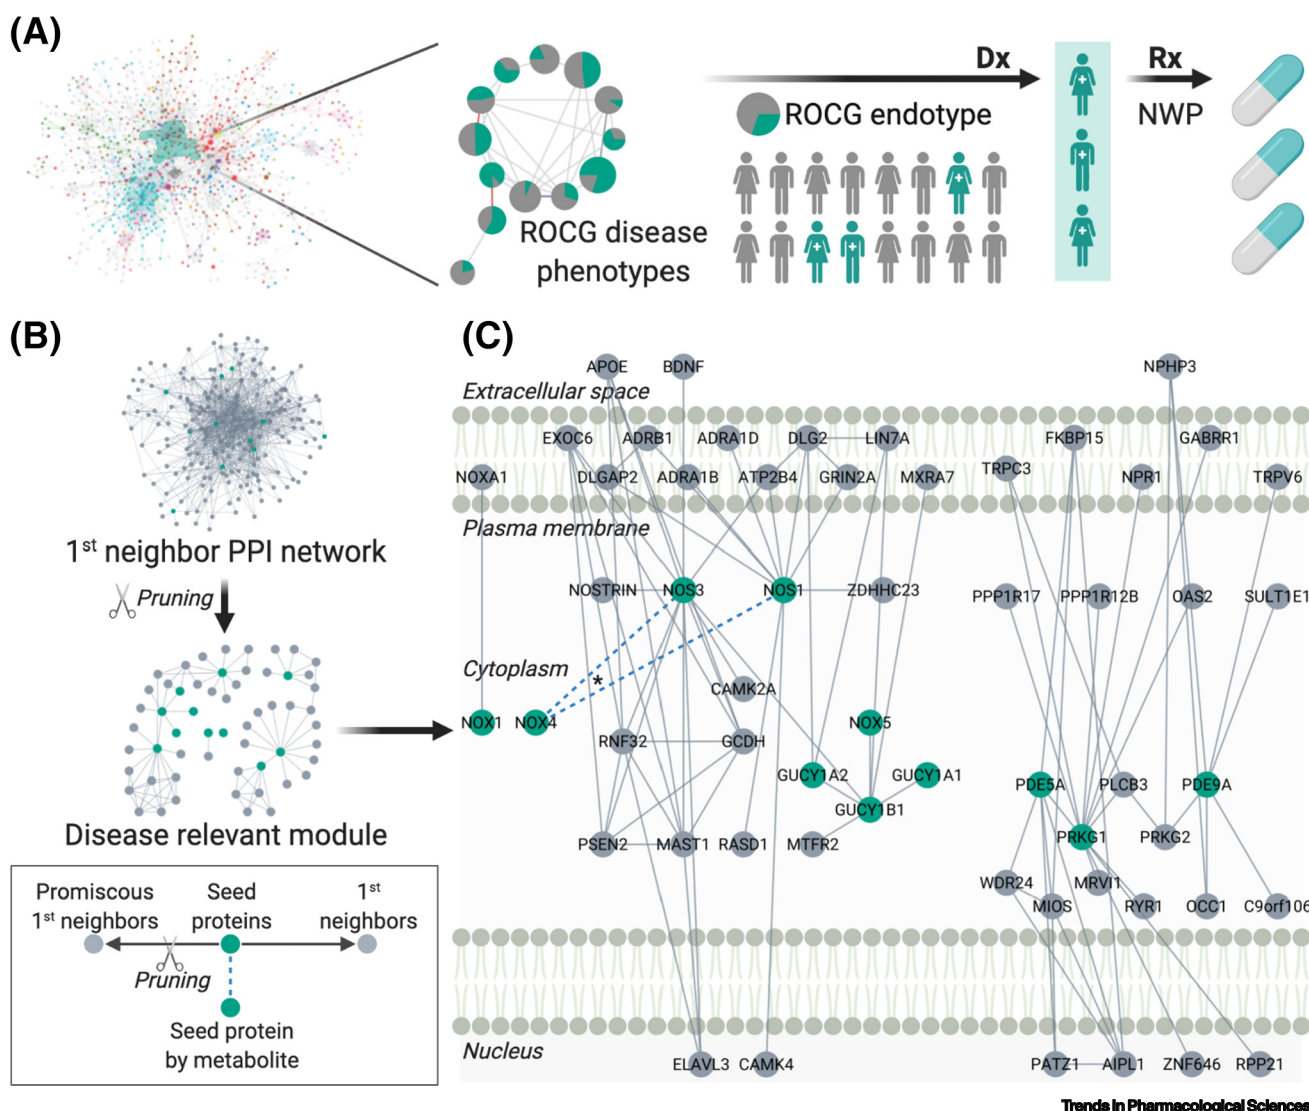 (A)
Dx
Rx
ROCG endotype
NWP
ROCG disease
phenotypes
(B)
1st neighbor PPI network
Pruning
Disease relevant module
Promiscous
1st neighbors
Seed
proteins
1st
neighbors
Pruning
Seed protein
by metabolite
(C)
APOE BDNF NPHP3
Extracellular space
EXOC6 ADRB1 ADRA1D DLG2 LIN7A FKBP15 GABRR1
NOXA1 DLGAP2 ADRA1B ATP2B4 GRIN2A MXRA7 TRPC3 NPR1 TRPV6
Plasma membrane
NOSTRIN NOS3 NOS1 ZDHHC23 PPP1R17 PPP1R12B OAS2 SULT1E1
Cytoplasm
*
CAMK2A
NOX1 NOX4 NOX5
RNF32 GCDH
GUCY1A2 GUCY1A1 PDE5A PLCB3 PDE9A
GUCY1B1
PSEN2 MAST1 RASD1 MTFR2 PRKG1 PRKG2
WDR24 MRVI1
MIOS RYR1 OCC1 C9orf106
Nucleus
ELAVL3 CAMK4 PATZ1 AIPL1 ZNF646 RPP21
Trends in Pharmacological Sciences